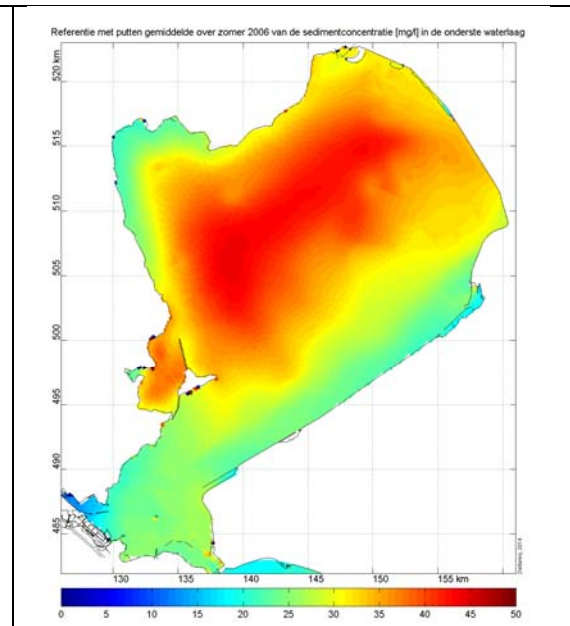 Referentie met putten gemiddelde over zomer 2006 van de sedimentconcentratie [mg/l] in de onderste waterlaag
520 km
515
510
505
500
495
490
485
130 135 140 145 150 155 km
0 5 10 15 20 25 30 35 40 45 50